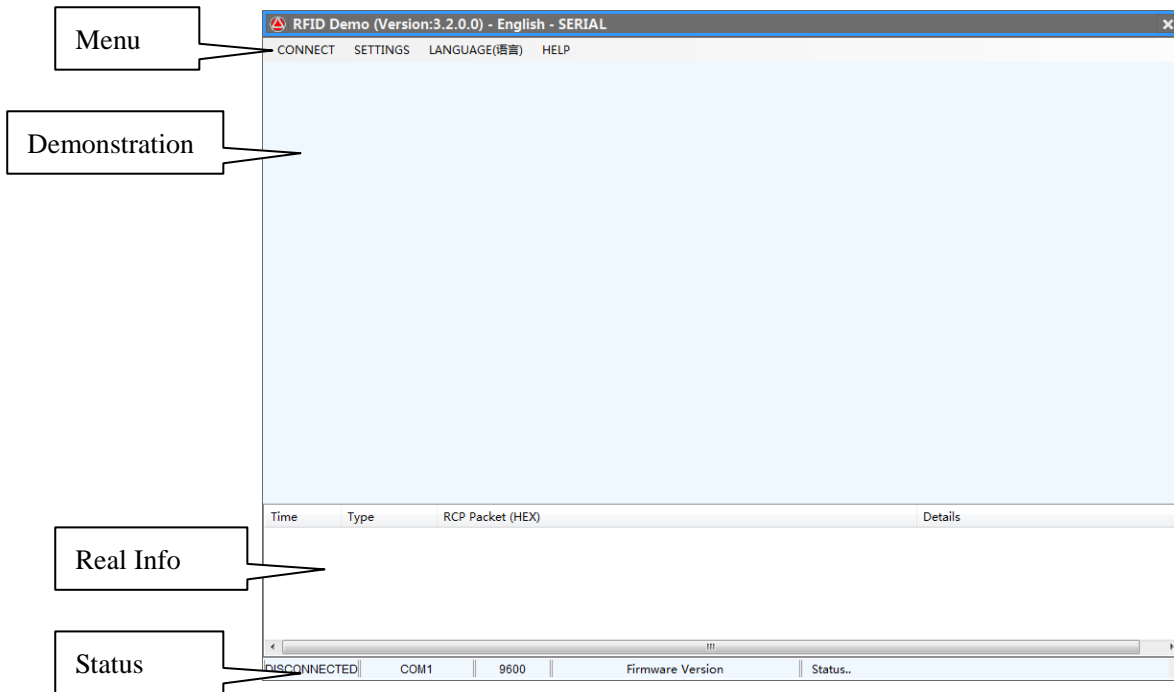 RFID Demo (Version:3.2.0.0) - English - SERIAL
Menu
CONNECT SETTINGS LANGUAGE(语言) HELP
Demonstration
Time Type RCP Packet (HEX) Details
Real Info
Status
DISCONNECTED COM1 9600 Firmware Version Status..